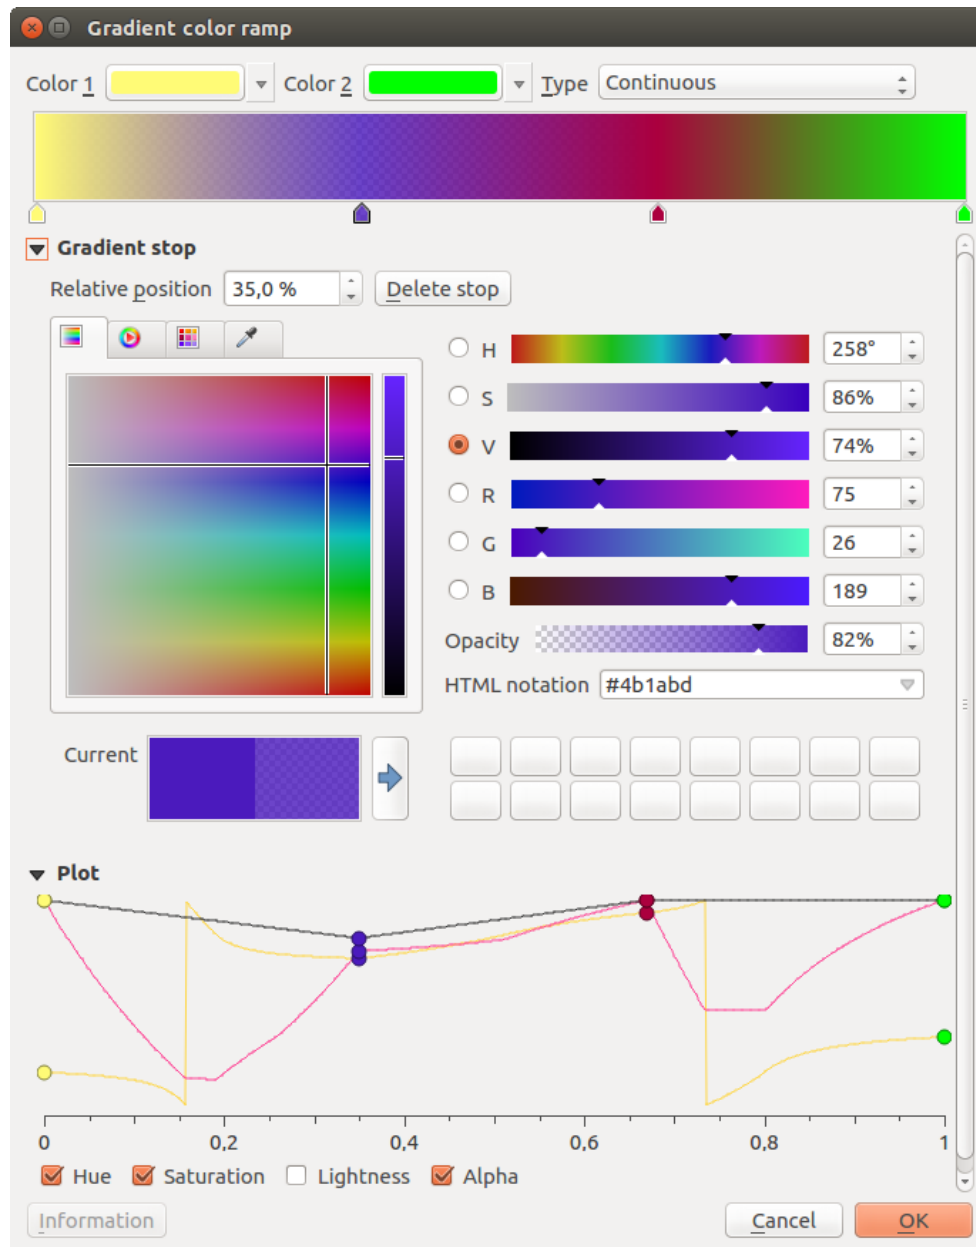 Gradient color ramp
Color 1 Color 2 Type Continuous
Gradient stop
Relative position 35,0 % Delete stop
H 258°
S 86%
V 74%
R 75
G 26
B 189
Opacity 82%
HTML notation #4b1abd
Current
Plot
0 0,2 0,4 0,6 0,8 1
Hue Saturation Lightness Alpha
Information Cancel OK